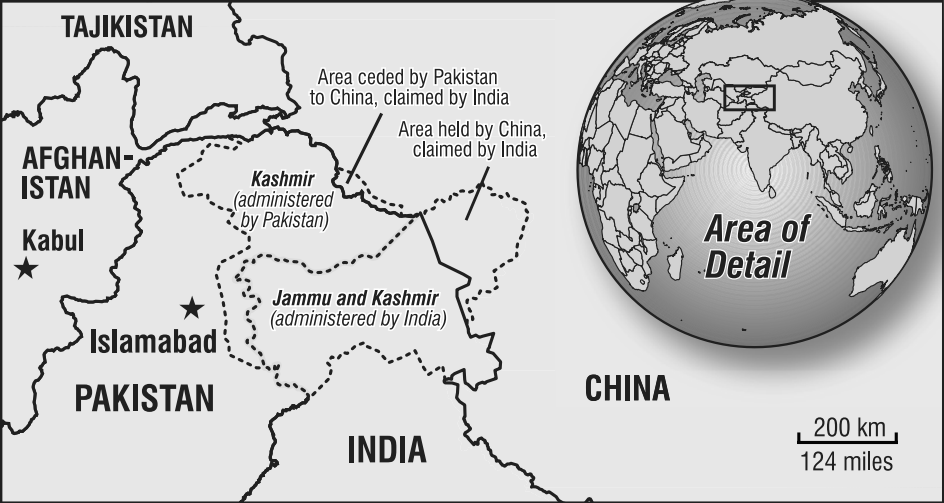 TAJIKISTAN
Area ceded by Pakistan
to China, claimed by India
Area held by China,
claimed by India
AFGHAN-
ISTAN
Kashmir
(administered
by Pakistan)
Kabul
Area of
Detail
Jammu and Kashmir
(administered by India)
Islamabad
PAKISTAN
CHINA
INDIA
200 km
124 miles